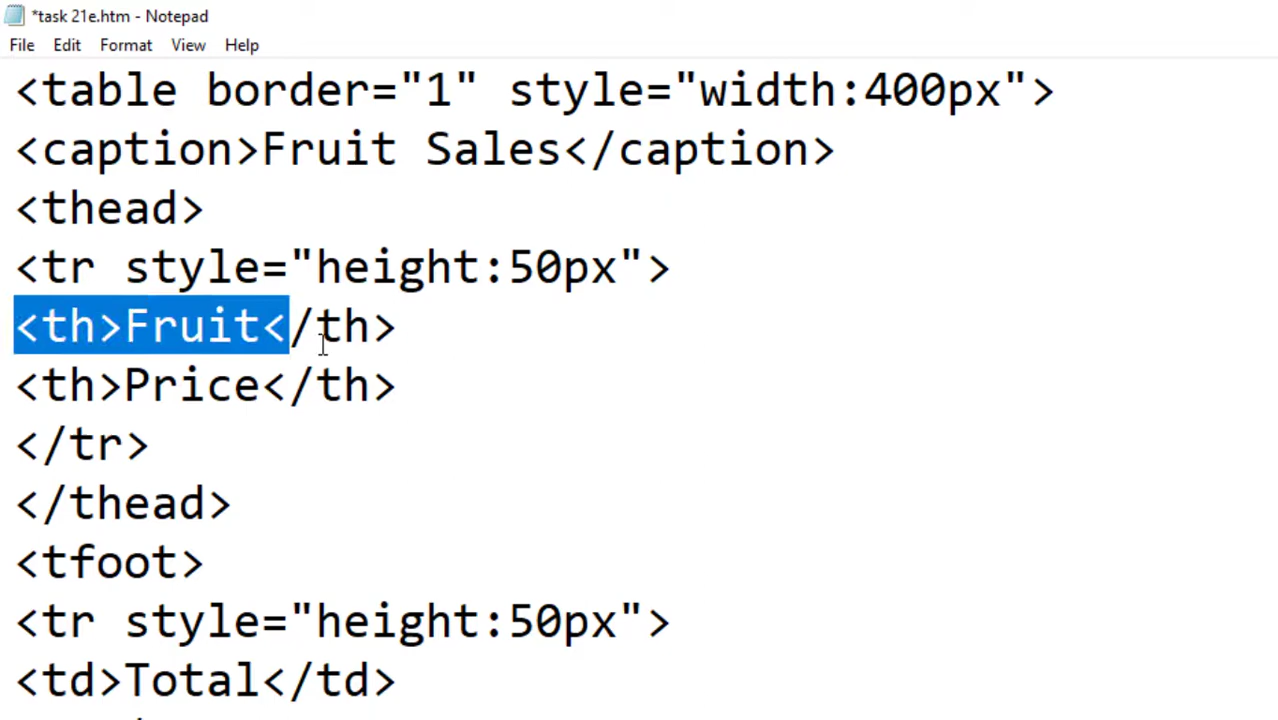 *task 21e.htm - Notepad
File Edit Format View Help
<table border="1" style="width:400px">
<caption>Fruit Sales</caption>
<thead>
<tr style="height:50px">
<th>Fruit</th>
<th>Price</th>
</tr>
</thead>
<tfoot>
<tr style="height:50px">
<td>Total</td>